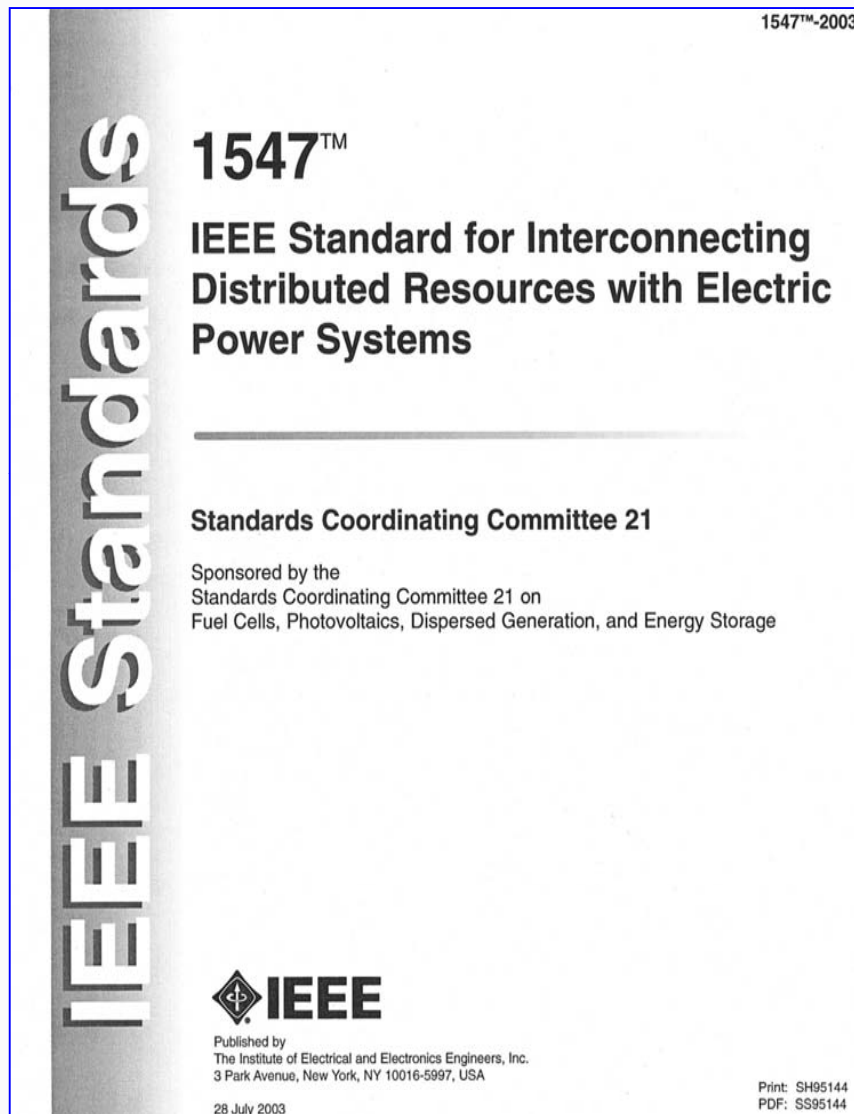 1547™-2003
IEEE Standards
1547™
IEEE Standard for Interconnecting
Distributed Resources with Electric
Power Systems
Standards Coordinating Committee 21
Sponsored by the
Standards Coordinating Committee 21 on
Fuel Cells, Photovoltaics, Dispersed Generation, and Energy Storage
IEEE
Published by
The Institute of Electrical and Electronics Engineers, Inc.
3 Park Avenue, New York, NY 10016-5997, USA
28 July 2003
Print: SH95144
PDF: SS95144